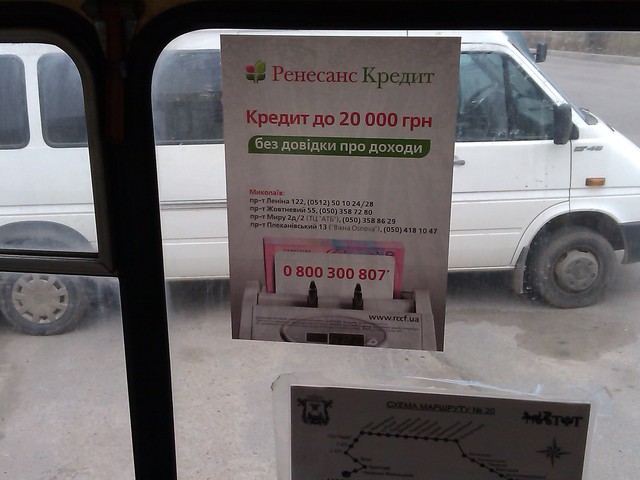 Ренесанс Кредит
Кредит до 20 000 грн
без довідки про доходи
Миколаїв:
пр-т Леніна 122, (0512) 50 10 24/28
пр-т Жовтневий 55, (050) 358 72 80
пр-т Миру 2д/2 (ТЦ "АТБ"), (050) 358 86 29
пр-т Плеханівський 13 ("Вікна Osnova"), (050) 418 10 47
0 800 300 807*
www.rccf.ua
СХЕМА МАРШРУТУ № 20